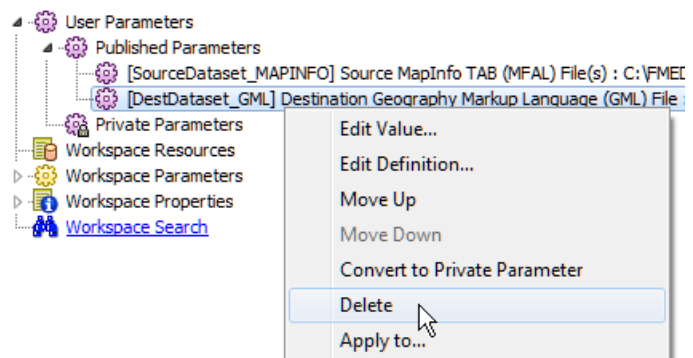 User Parameters
Published Parameters
[SourceDataset_MAPINFO] Source MapInfo TAB (MFAL) File(s) : C:\FMED
[DestDataset_GML] Destination Geography Markup Language (GML) File :
Private Parameters
Workspace Resources
Workspace Parameters
Workspace Properties
Workspace Search
Edit Value...
Edit Definition...
Move Up
Move Down
Convert to Private Parameter
Delete
Apply to...